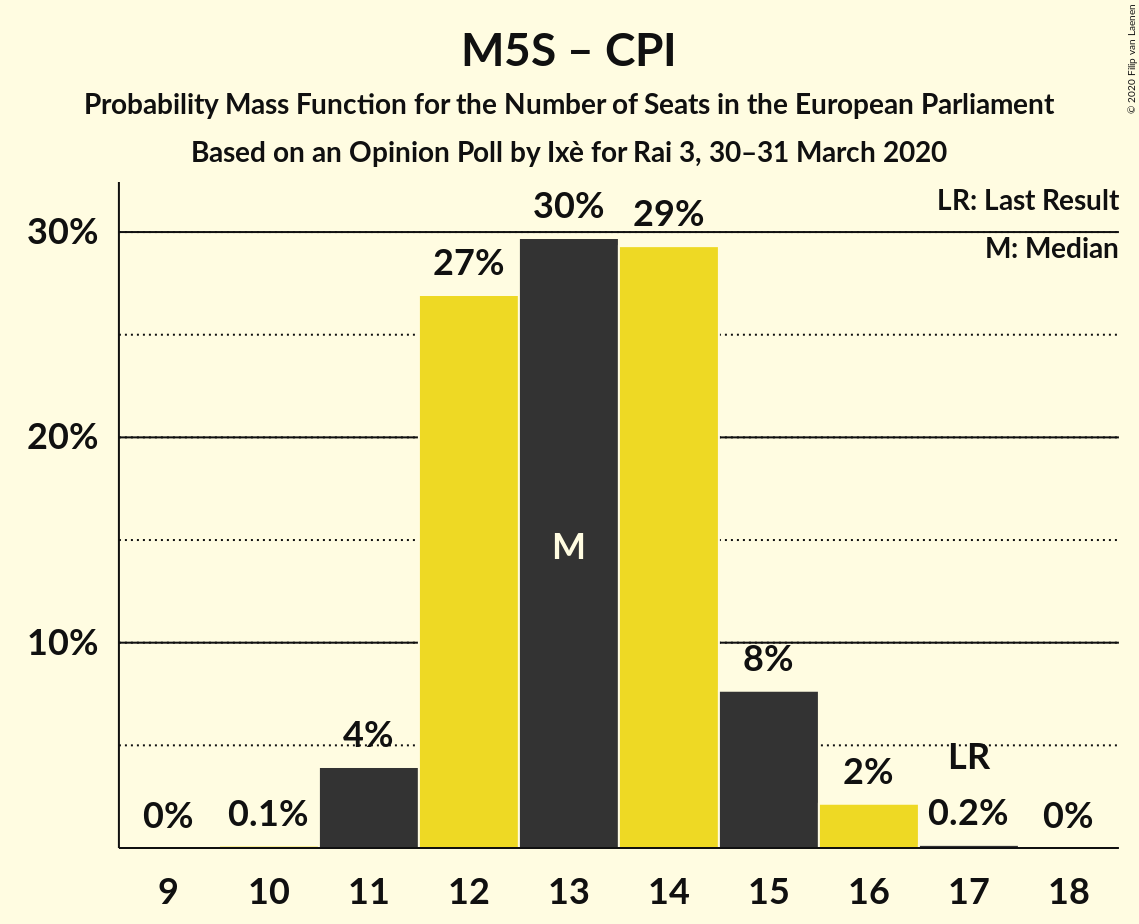 M5S – CPI
Probability Mass Function for the Number of Seats in the European Parliament
Based on an Opinion Poll by Ixè for Rai 3, 30–31 March 2020
© 2020 Filip van Laenen
LR: Last Result
M: Median
30%
20%
10%
0%
0.1%
4%
27%
30%
M
29%
8%
2%
LR
0.2%
0%
9 10 11 12 13 14 15 16 17 18